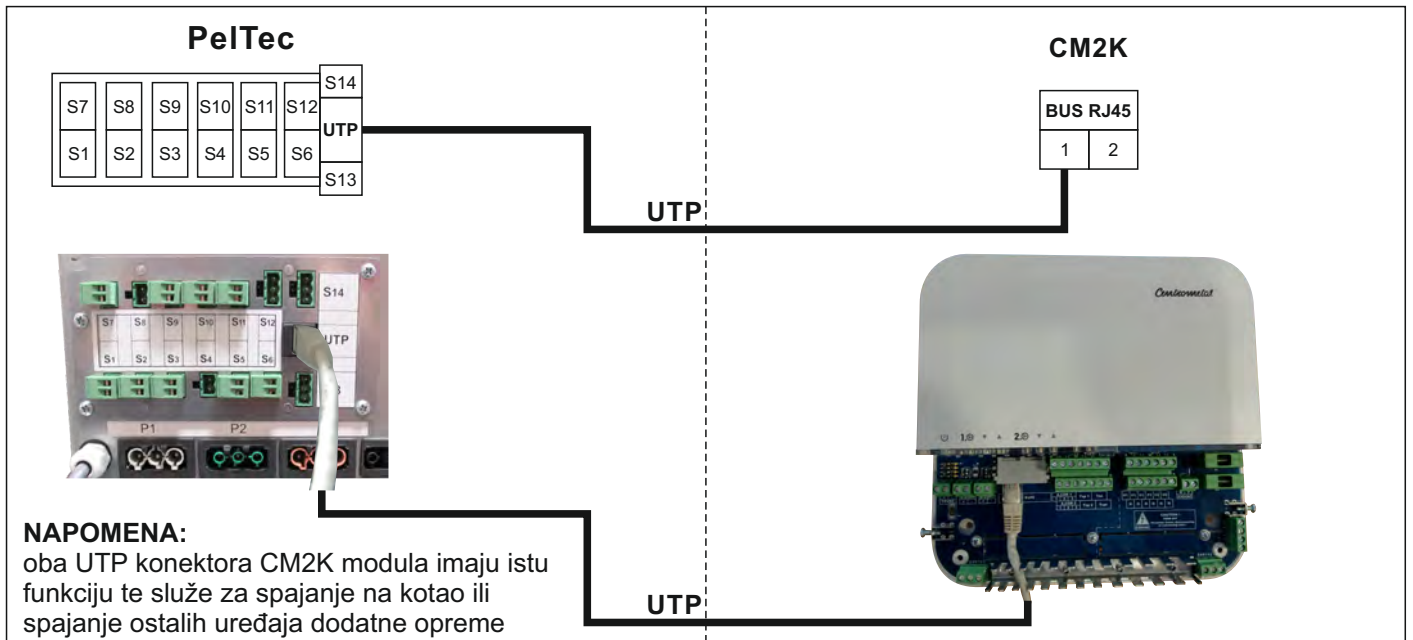 PelTec
CM2K
S14
S7 S8 S9 S10 S11 S12
UTP
S1 S2 S3 S4 S5 S6
S13
BUS RJ45
1 2
UTP
Centrometal
S14
S7 S8 S9 S10 S11 S12
UTP
S1 S2 S3 S4 S5 S6
P1 P2
1. 2.
NAPOMENA:
oba UTP konektora CM2K modula imaju istu
funkciju te služe za spajanje na kotao ili
spajanje ostalih uređaja dodatne opreme
UTP